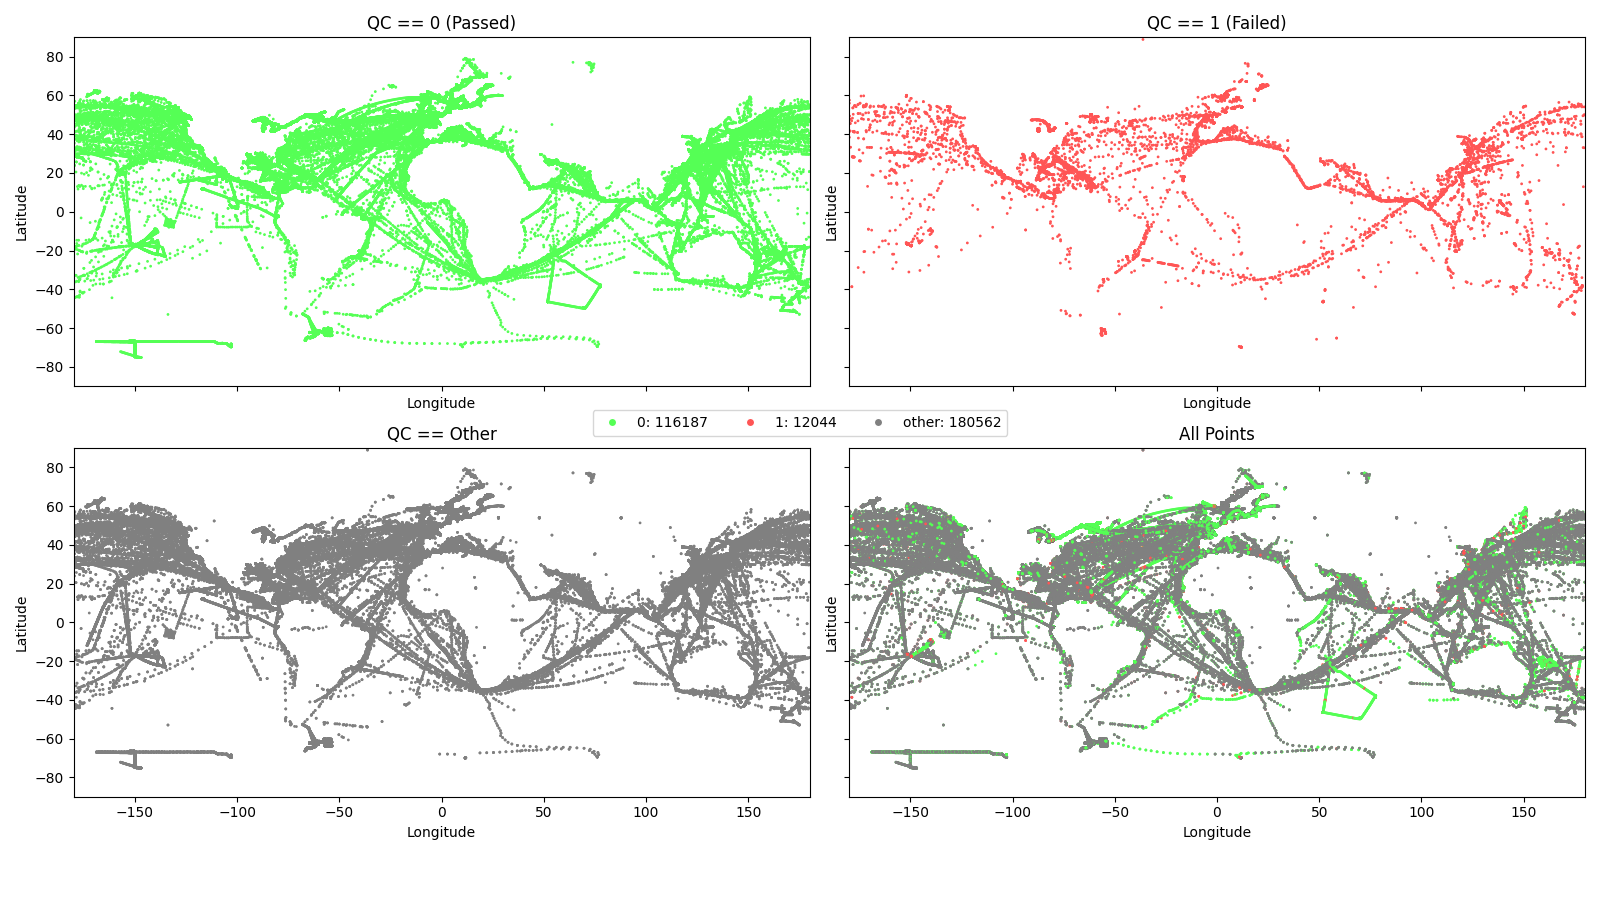 QC == 0 (Passed)
QC == 1 (Failed)
80
60
40
20
0
−20
−40
−60
−80
Latitude
Latitude
Longitude
Longitude
0: 116187
1: 12044
other: 180562
QC == Other
All Points
80
60
40
20
0
−20
−40
−60
−80
Latitude
Latitude
−150
−100
−50
0
50
100
150
−150
−100
−50
0
50
100
150
Longitude
Longitude